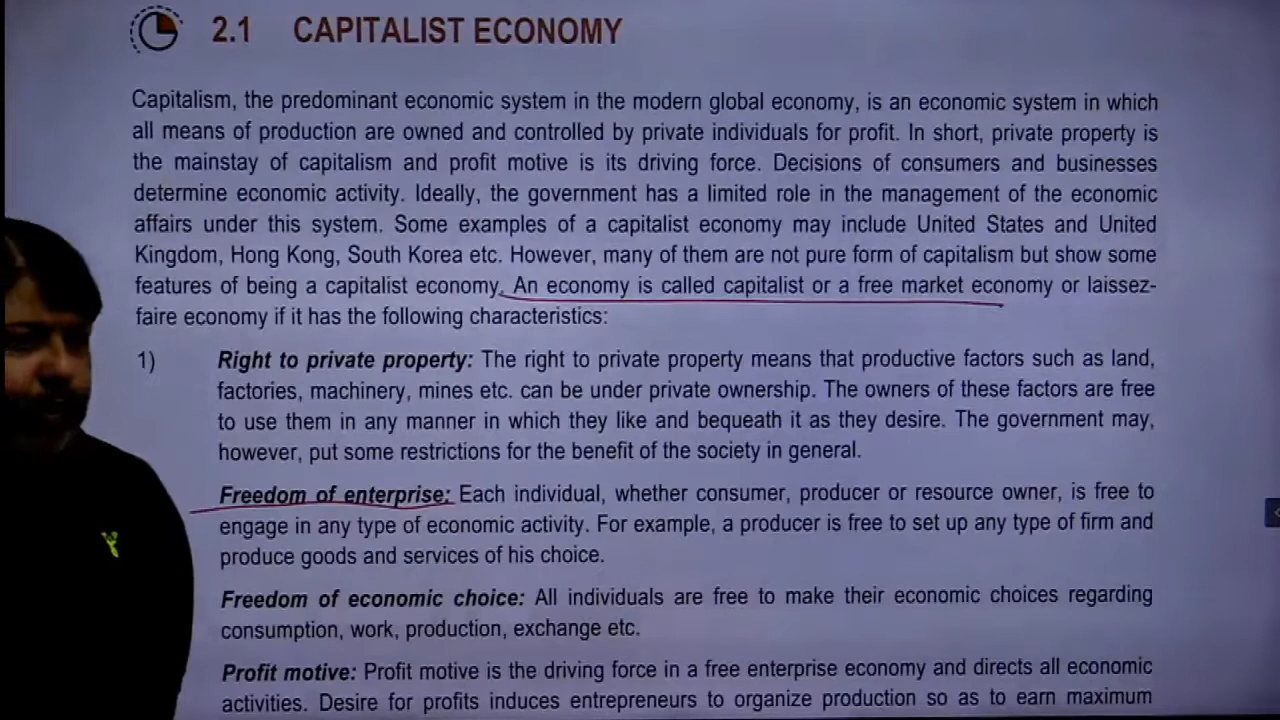 2.1 CAPITALIST ECONOMY
Capitalism, the predominant economic system in the modern global economy, is an economic system in which
all means of production are owned and controlled by private individuals for profit. In short, private property is
the mainstay of capitalism and profit motive is its driving force. Decisions of consumers and businesses
determine economic activity. Ideally, the government has a limited role in the management of the economic
affairs under this system. Some examples of a capitalist economy may include United States and United
Kingdom, Hong Kong, South Korea etc. However, many of them are not pure form of capitalism but show some
features of being a capitalist economy. An economy is called capitalist or a free market economy or laissez-
faire economy if it has the following characteristics:
1) Right to private property: The right to private property means that productive factors such as land,
factories, machinery, mines etc. can be under private ownership. The owners of these factors are free
to use them in any manner in which they like and bequeath it as they desire. The government may,
however, put some restrictions for the benefit of the society in general.
Freedom of enterprise: Each individual, whether consumer, producer or resource owner, is free to
engage in any type of economic activity. For example, a producer is free to set up any type of firm and
produce goods and services of his choice.
Freedom of economic choice: All individuals are free to make their economic choices regarding
consumption, work, production, exchange etc.
Profit motive: Profit motive is the driving force in a free enterprise economy and directs all economic
activities. Desire for profits induces entrepreneurs to organize production so as to earn maximum